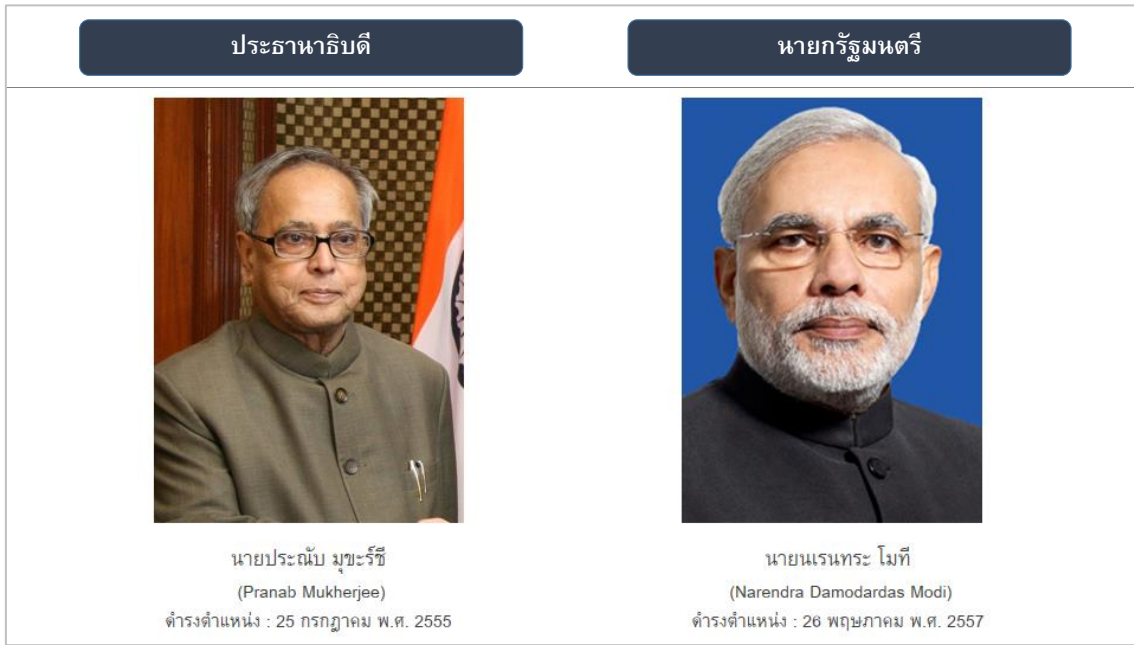 ประธานาธิบดี
นายกรัฐมนตรี
นายประณับ มุขะร์ชี
(Pranab Mukherjee)
ดำรงตำแหน่ง : 25 กรกฎาคม พ.ศ. 2555
นายนเรนทระ โมที
(Narendra Damodardas Modi)
ดำรงตำแหน่ง : 26 พฤษภาคม พ.ศ. 2557